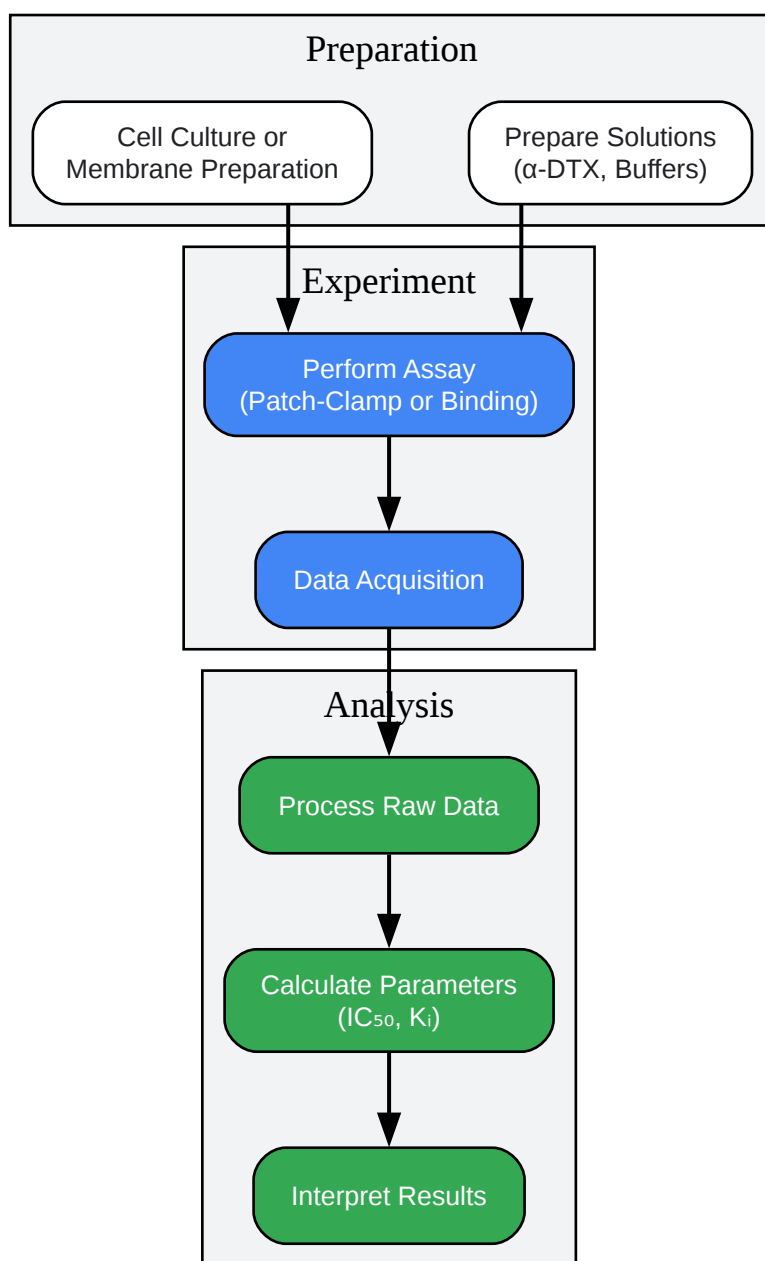 Preparation
Cell Culture or
Membrane Preparation
Prepare Solutions
(α-DTX, Buffers)
Experiment
Perform Assay
(Patch-Clamp or Binding)
Data Acquisition
Analysis
Process Raw Data
Calculate Parameters
(IC₅₀, Kᵢ)
Interpret Results